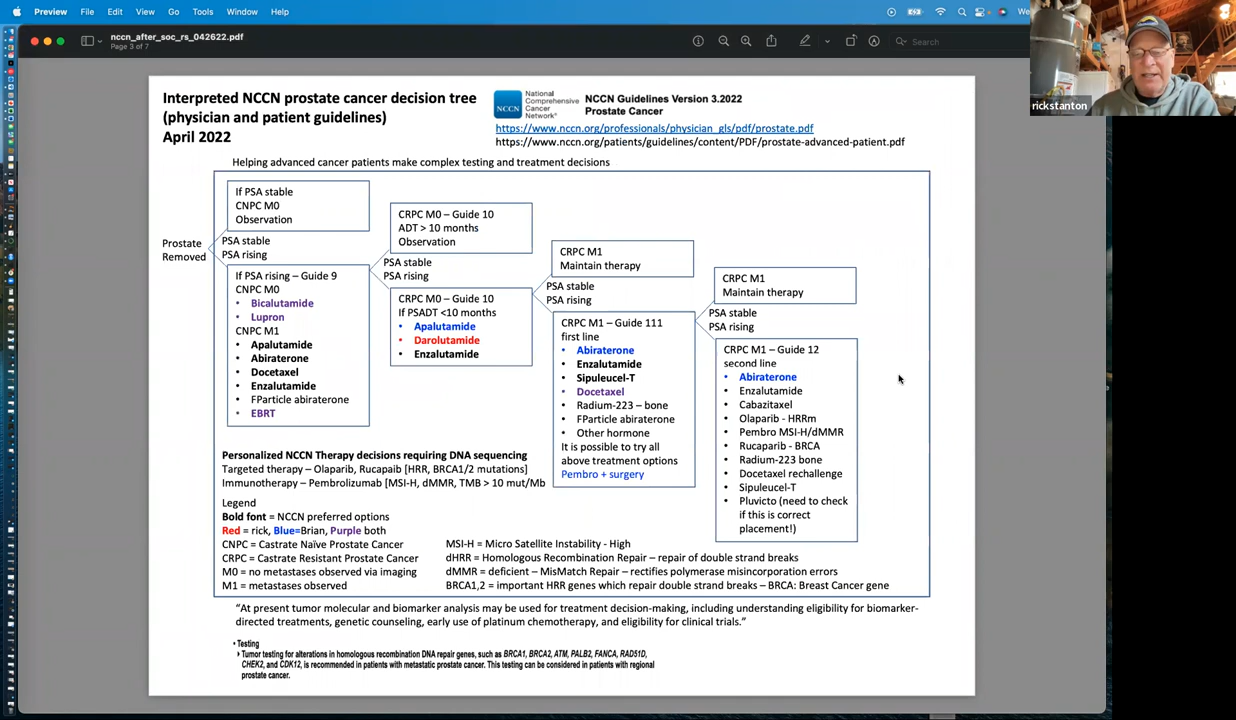 Preview File Edit View Go Tools Window Help
We
nccn_after_soc_rs_042622.pdf
Page 3 of 7
Search
rickstanton
Interpreted NCCN prostate cancer decision tree
(physician and patient guidelines)
April 2022
NCCN
National
Comprehensive
Cancer
Network®
NCCN Guidelines Version 3.2022
Prostate Cancer
https://www.nccn.org/professionals/physician_gls/pdf/prostate.pdf
https://www.nccn.org/patients/guidelines/content/PDF/prostate-advanced-patient.pdf
Helping advanced cancer patients make complex testing and treatment decisions
Prostate
Removed
If PSA stable
CNPC M0
Observation
PSA stable
PSA rising
If PSA rising – Guide 9
CNPC M0
• Bicalutamide
• Lupron
CNPC M1
• Apalutamide
• Abiraterone
• Docetaxel
• Enzalutamide
• FParticle abiraterone
• EBRT
CRPC M0 – Guide 10
ADT > 10 months
Observation
PSA stable
PSA rising
CRPC M0 – Guide 10
If PSADT <10 months
• Apalutamide
• Darolutamide
• Enzalutamide
CRPC M1
Maintain therapy
PSA stable
PSA rising
CRPC M1 – Guide 111
first line
• Abiraterone
• Enzalutamide
• Sipuleucel-T
• Docetaxel
• Radium-223 – bone
• FParticle abiraterone
• Other hormone
It is possible to try all
above treatment options
Pembro + surgery
CRPC M1
Maintain therapy
PSA stable
PSA rising
CRPC M1 – Guide 12
second line
• Abiraterone
• Enzalutamide
• Cabazitaxel
• Olaparib - HRRm
• Pembro MSI-H/dMMR
• Rucaparib - BRCA
• Radium-223 bone
• Docetaxel rechallenge
• Sipuleucel-T
• Pluvicto (need to check
if this is correct
placement!)
Personalized NCCN Therapy decisions requiring DNA sequencing
Targeted therapy – Olaparib, Rucapaib [HRR, BRCA1/2 mutations]
Immunotherapy – Pembrolizumab [MSI-H, dMMR, TMB > 10 mut/Mb
Legend
Bold font = NCCN preferred options
Red = rick, Blue=Brian, Purple both
CNPC = Castrate Naïve Prostate Cancer
CRPC = Castrate Resistant Prostate Cancer
M0 = no metastases observed via imaging
M1 = metastases observed
MSI-H = Micro Satellite Instability - High
dHRR = Homologous Recombination Repair – repair of double strand breaks
dMMR = deficient – MisMatch Repair – rectifies polymerase misincorporation errors
BRCA1,2 = important HRR genes which repair double strand breaks – BRCA: Breast Cancer gene
“At present tumor molecular and biomarker analysis may be used for treatment decision-making, including understanding eligibility for biomarker-
directed treatments, genetic counseling, early use of platinum chemotherapy, and eligibility for clinical trials.”
• Testing
Tumor testing for alterations in homologous recombination DNA repair genes, such as BRCA1, BRCA2, ATM, PALB2, FANCA, RAD51D,
CHEK2, and CDK12, is recommended in patients with metastatic prostate cancer. This testing can be considered in patients with regional
prostate cancer.